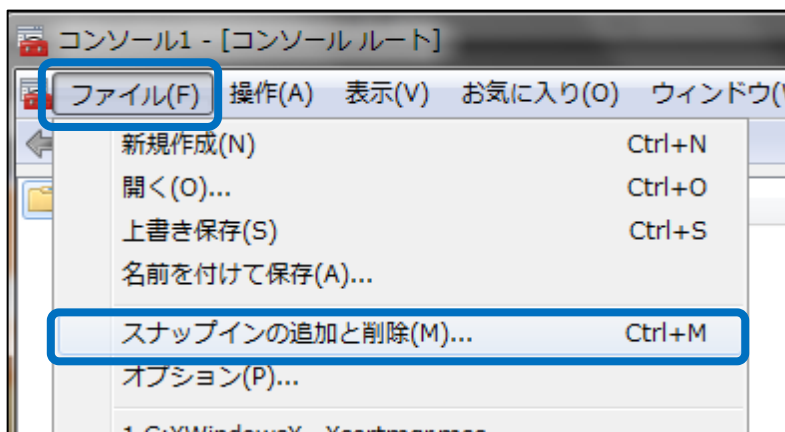 コンソール1 - [コンソール ルート]
ファイル(F) 操作(A) 表示(V) お気に入り(O) ウィンドウ(
新規作成(N) Ctrl+N
開く(O)... Ctrl+O
上書き保存(S) Ctrl+S
名前を付けて保存(A)...
スナップインの追加と削除(M)... Ctrl+M
オプション(P)...